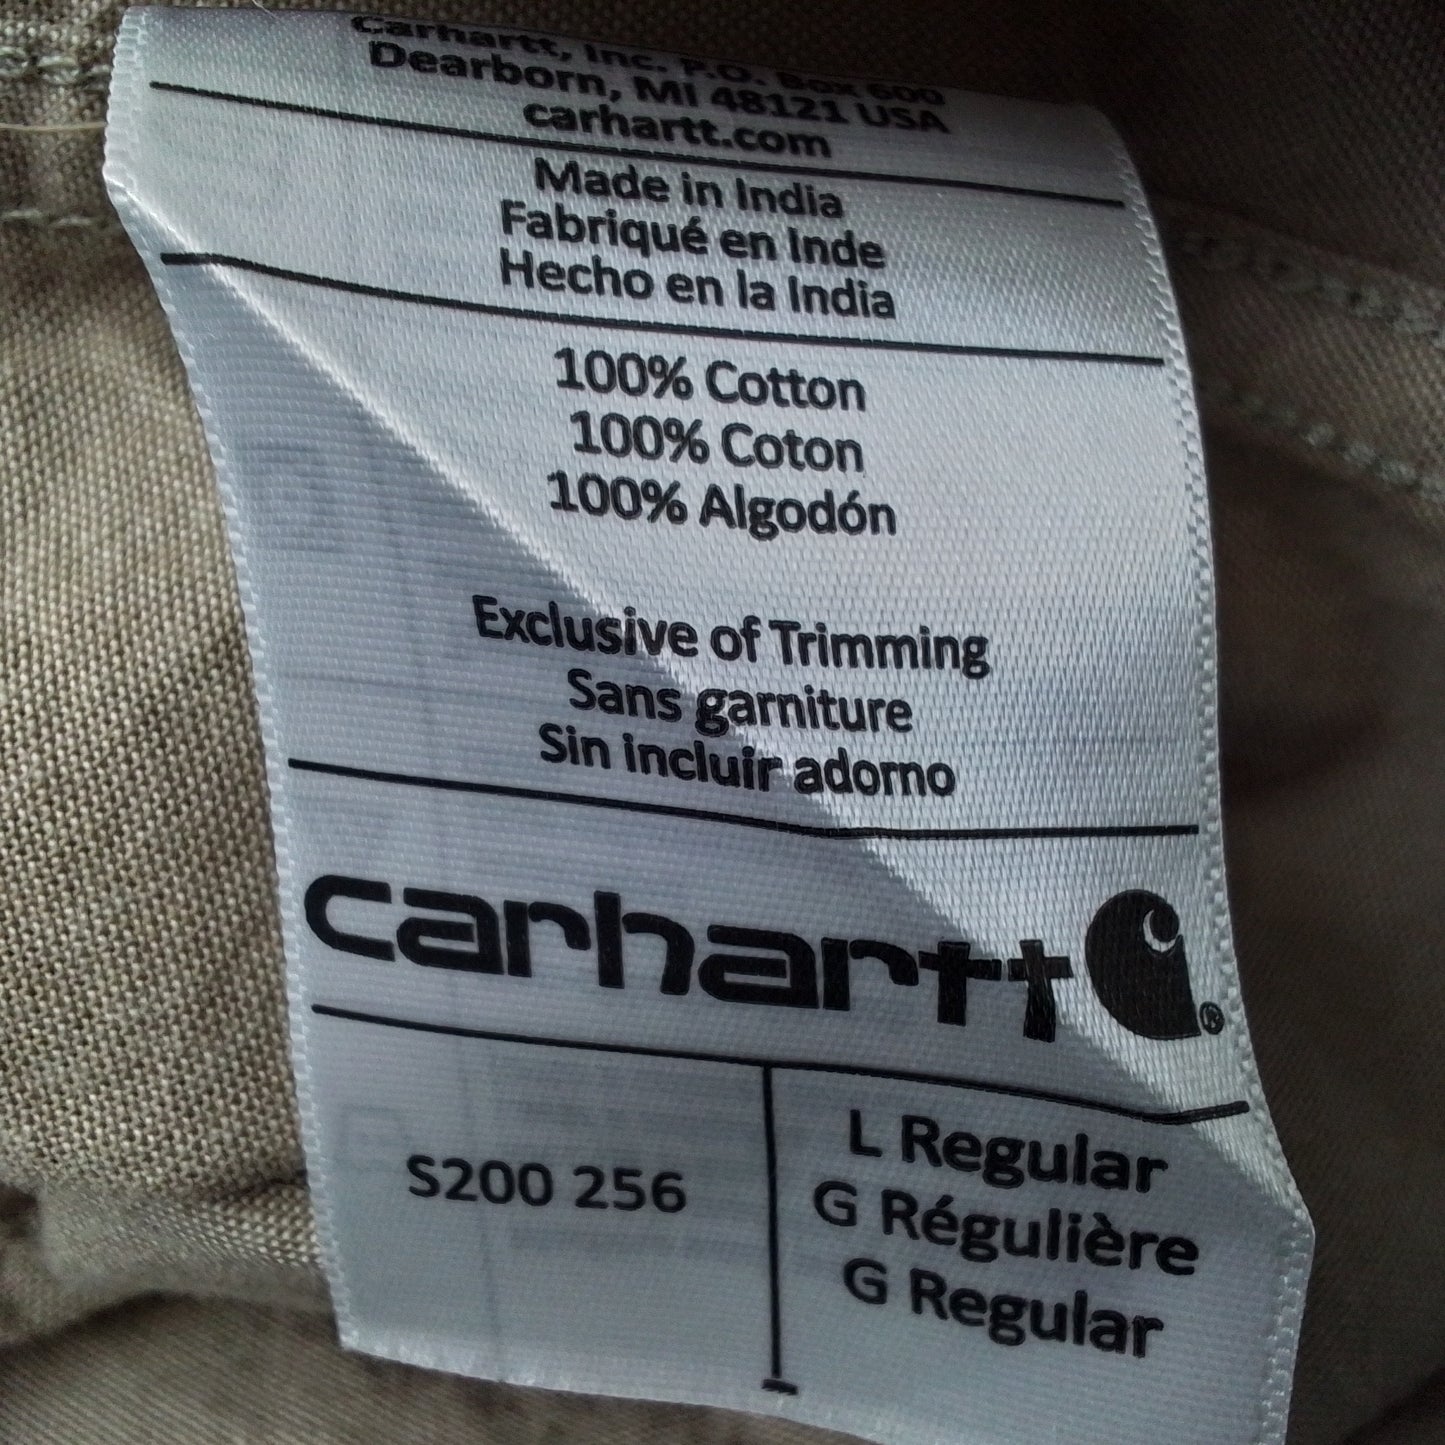 Carhartt, Inc. P.O. Box 600
Dearborn, MI 48121 USA
carhartt.com
Made in India
Fabriqué en Inde
Hecho en la India
100% Cotton
100% Coton
100% Algodón
Exclusive of Trimming
Sans garniture
Sin incluir adorno
carhartt ®
S200 256
L Regular
G Régulière
G Regular